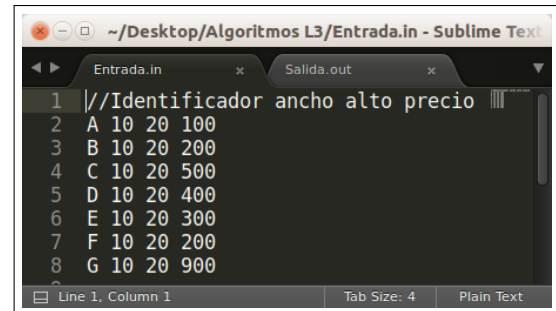 ~/Desktop/Algoritmos L3/Entrada.in - Sublime Text
Entrada.in x Salida.out x
1 //Identificador ancho alto precio
2 A 10 20 100
3 B 10 20 200
4 C 10 20 500
5 D 10 20 400
6 E 10 20 300
7 F 10 20 200
8 G 10 20 900
Line 1, Column 1 Tab Size: 4 Plain Text